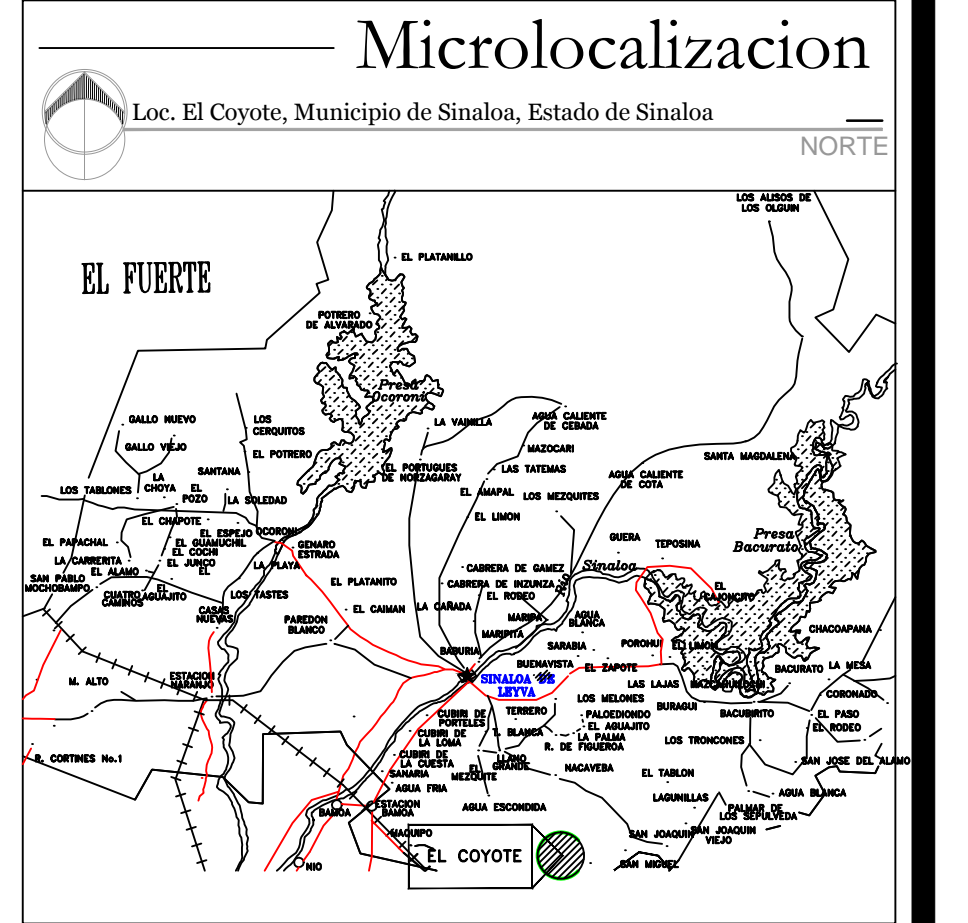 Microlocalizacion
Loc. El Coyote, Municipio de Sinaloa, Estado de Sinaloa
NORTE
LOS ALISOS DE
LOS OLGUIN
EL PLATANILLO
EL FUERTE
POTRERO
DE ALVARADO
Presa
Ocoroni
GALLO NUEVO
LOS
CERQUITOS
LA VAINILLA
AGUA CALIENTE
DE CEBADA
GALLO VIEJO
EL POTRERO
MAZOCARI
SANTA MAGDALENA
SANTANA
EL PORTUGUES
DE NORZAGARAY
LAS TATEMAS
AGUA CALIENTE
DE COTA
LOS TABLONES
LA
CHOYA
EL
POZO
LA SOLEDAD
EL AMAPAL
LOS MEZQUITES
EL CHAPOTE
EL LIMON
EL ESPEJO
OCORONI
EL PAPACHAL
EL GUAMUCHIL
EL COCHI
GENARO
ESTRADA
GUERA
TEPOSINA
Presa
Bacurato
LA CARRERITA
EL JUNCO
EL
LA PLAYA
CABRERA DE GAMEZ
Sinaloa
EL ALAMO
SAN PABLO
MOCHOBAMPO
EL PLATANITO
CABRERA DE INZUNZA
RIO
EL
CAJONCITO
CUATRO
CAMINOS
EL
AGUAJITO
LOS TASTES
EL RODEO
CASAS
NUEVAS
EL CAIMAN
LA CAÑADA
MARIPA
AGUA
BLANCA
PAREDON
BLANCO
MARIPITA
CHACOAPANA
BABURIA
SARABIA
POROHUI
EL LIMON
BUENAVISTA
EL ZAPOTE
BACURATO
LA MESA
M. ALTO
ESTACION
NARANJO
SINALOA DE
LEYVA
LAS LAJAS
CORONADO
LOS MELONES
BURAGUI
BACUBIRITO
CUBIRI DE
PORTELES
TERRERO
PALOEDIONDO
EL AGUAJITO
EL PASO
EL RODEO
CUBIRI DE
LA LOMA
T. BLANCA
LA PALMA
R. DE FIGUEROA
LOS TRONCONES
R. CORTINES No.1
CUBIRI DE
LA CUESTA
LLANO
GRANDE
SAN JOSE DEL ALAMO
SANARIA
EL
MEZQUITE
NACAVEBA
EL TABLON
AGUA FRIA
LAGUNILLAS
AGUA BLANCA
BAMOA
ESTACION
BAMOA
AGUA ESCONDIDA
PALMAR DE
LOS SEPULVEDA
NAQUIPO
SAN JOAQUIN
SAN JOAQUIN
VIEJO
EL COYOTE
NIO
SAN MIGUEL